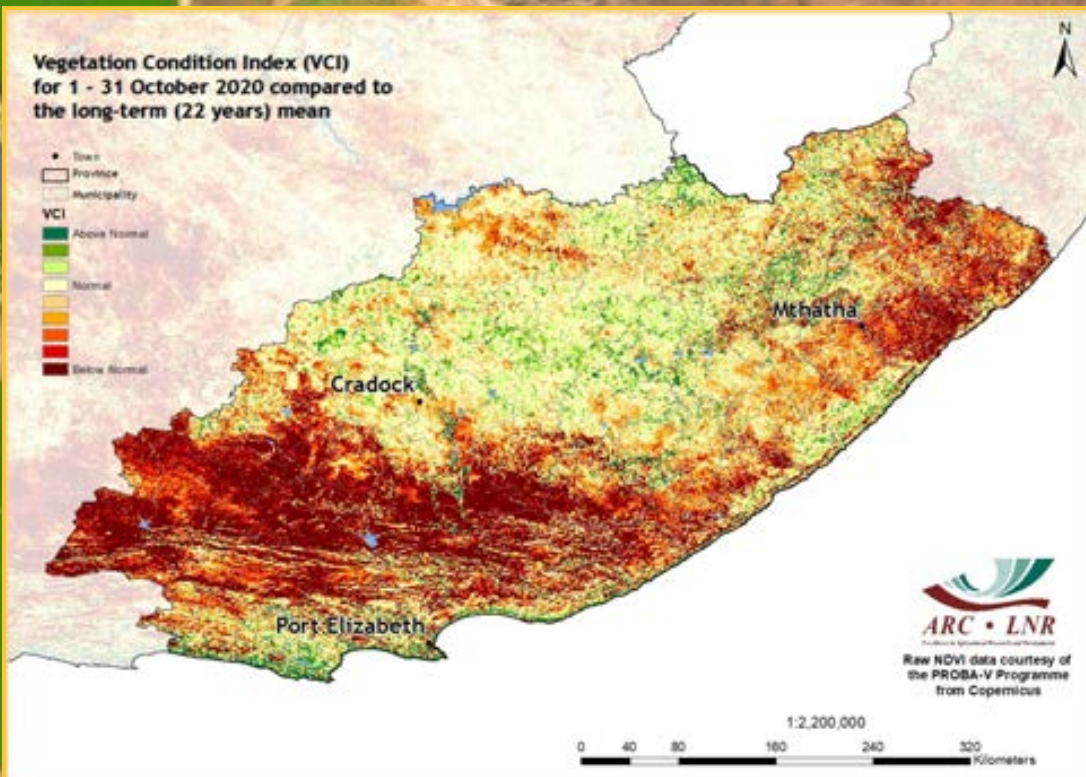 Vegetation Condition Index (VCI)
for 1 - 31 October 2020 compared to
the long-term (22 years) mean
N
Town
Province
Municipality
VCI
Above Normal
Normal
Below Normal
Mthatha
Cradock
Port Elizabeth
ARC • LNR
Raw NDVI data courtesy of
the PROBA-V Programme
from Copernicus
1:2,200,000
0 40 80 160 240 320
Kilometers